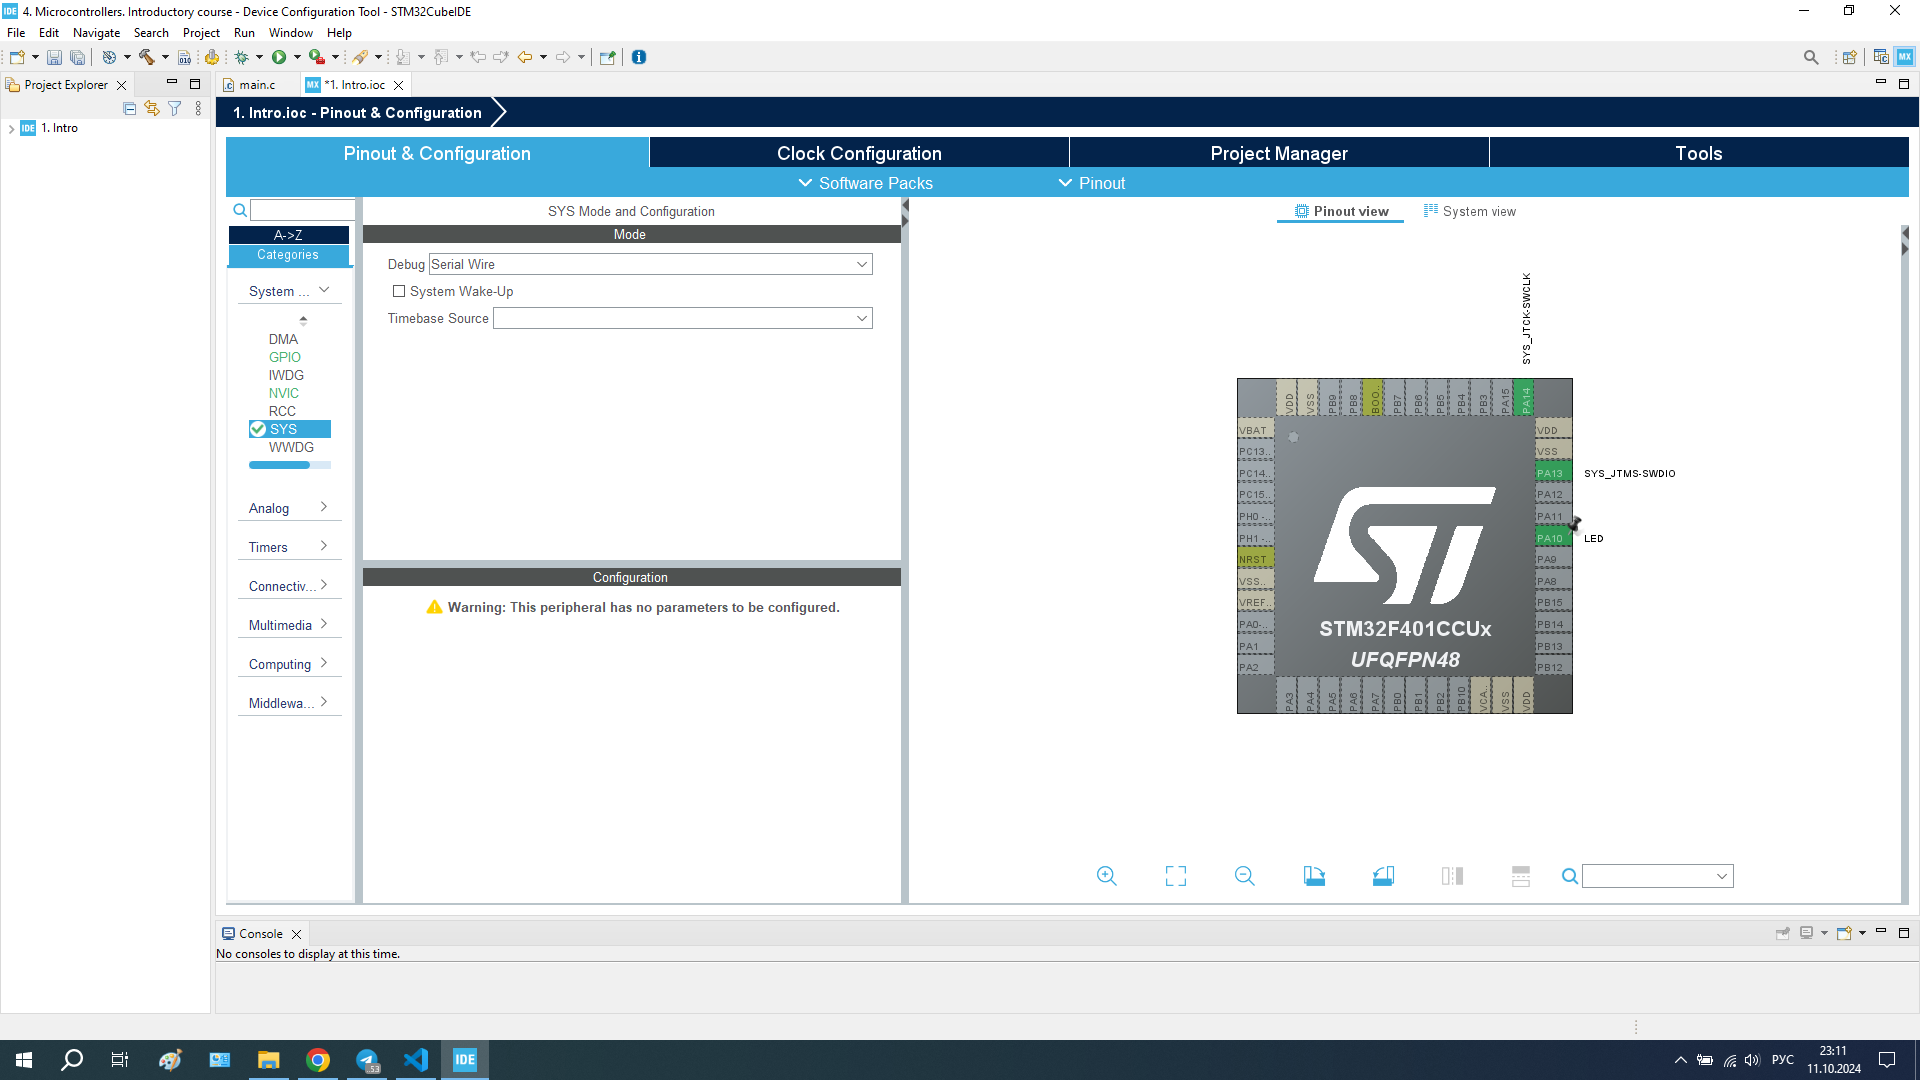 IDE 4. Microcontrollers. Introductory course - Device Configuration Tool - STM32CubeIDE
File Edit Navigate Search Project Run Window Help
Project Explorer
main.c
MX *1. Intro.ioc
IDE 1. Intro
1. Intro.ioc - Pinout & Configuration
Pinout & Configuration
Clock Configuration
Project Manager
Tools
Software Packs
Pinout
A->Z
Categories
System ...
DMA
GPIO
IWDG
NVIC
RCC
SYS
WWDG
Analog
Timers
Connectiv...
Multimedia
Computing
Middlewa...
SYS Mode and Configuration
Mode
Debug Serial Wire
System Wake-Up
Timebase Source
Configuration
Warning: This peripheral has no parameters to be configured.
Pinout view
System view
SYS_JTCK-SWCLK
VDD VSS PB9 PB8 BOO.. PB7 PB6 PB5 PB4 PB3 PA15 PA14
VBAT
PC13..
PC14..
PC15..
PH0 -..
PH1 -..
NRST
VSS..
VREF..
PA0-..
PA1
PA2
VDD
VSS
PA13 SYS_JTMS-SWDIO
PA12
PA11
PA10 LED
PA9
PA8
PB15
PB14
PB13
PB12
ST
STM32F401CCUx
UFQFPN48
PA3 PA4 PA5 PA6 PA7 PB0 PB1 PB2 PB10 VCA.. VSS VDD
Console
No consoles to display at this time.
53
IDE
РУС
23:11
11.10.2024